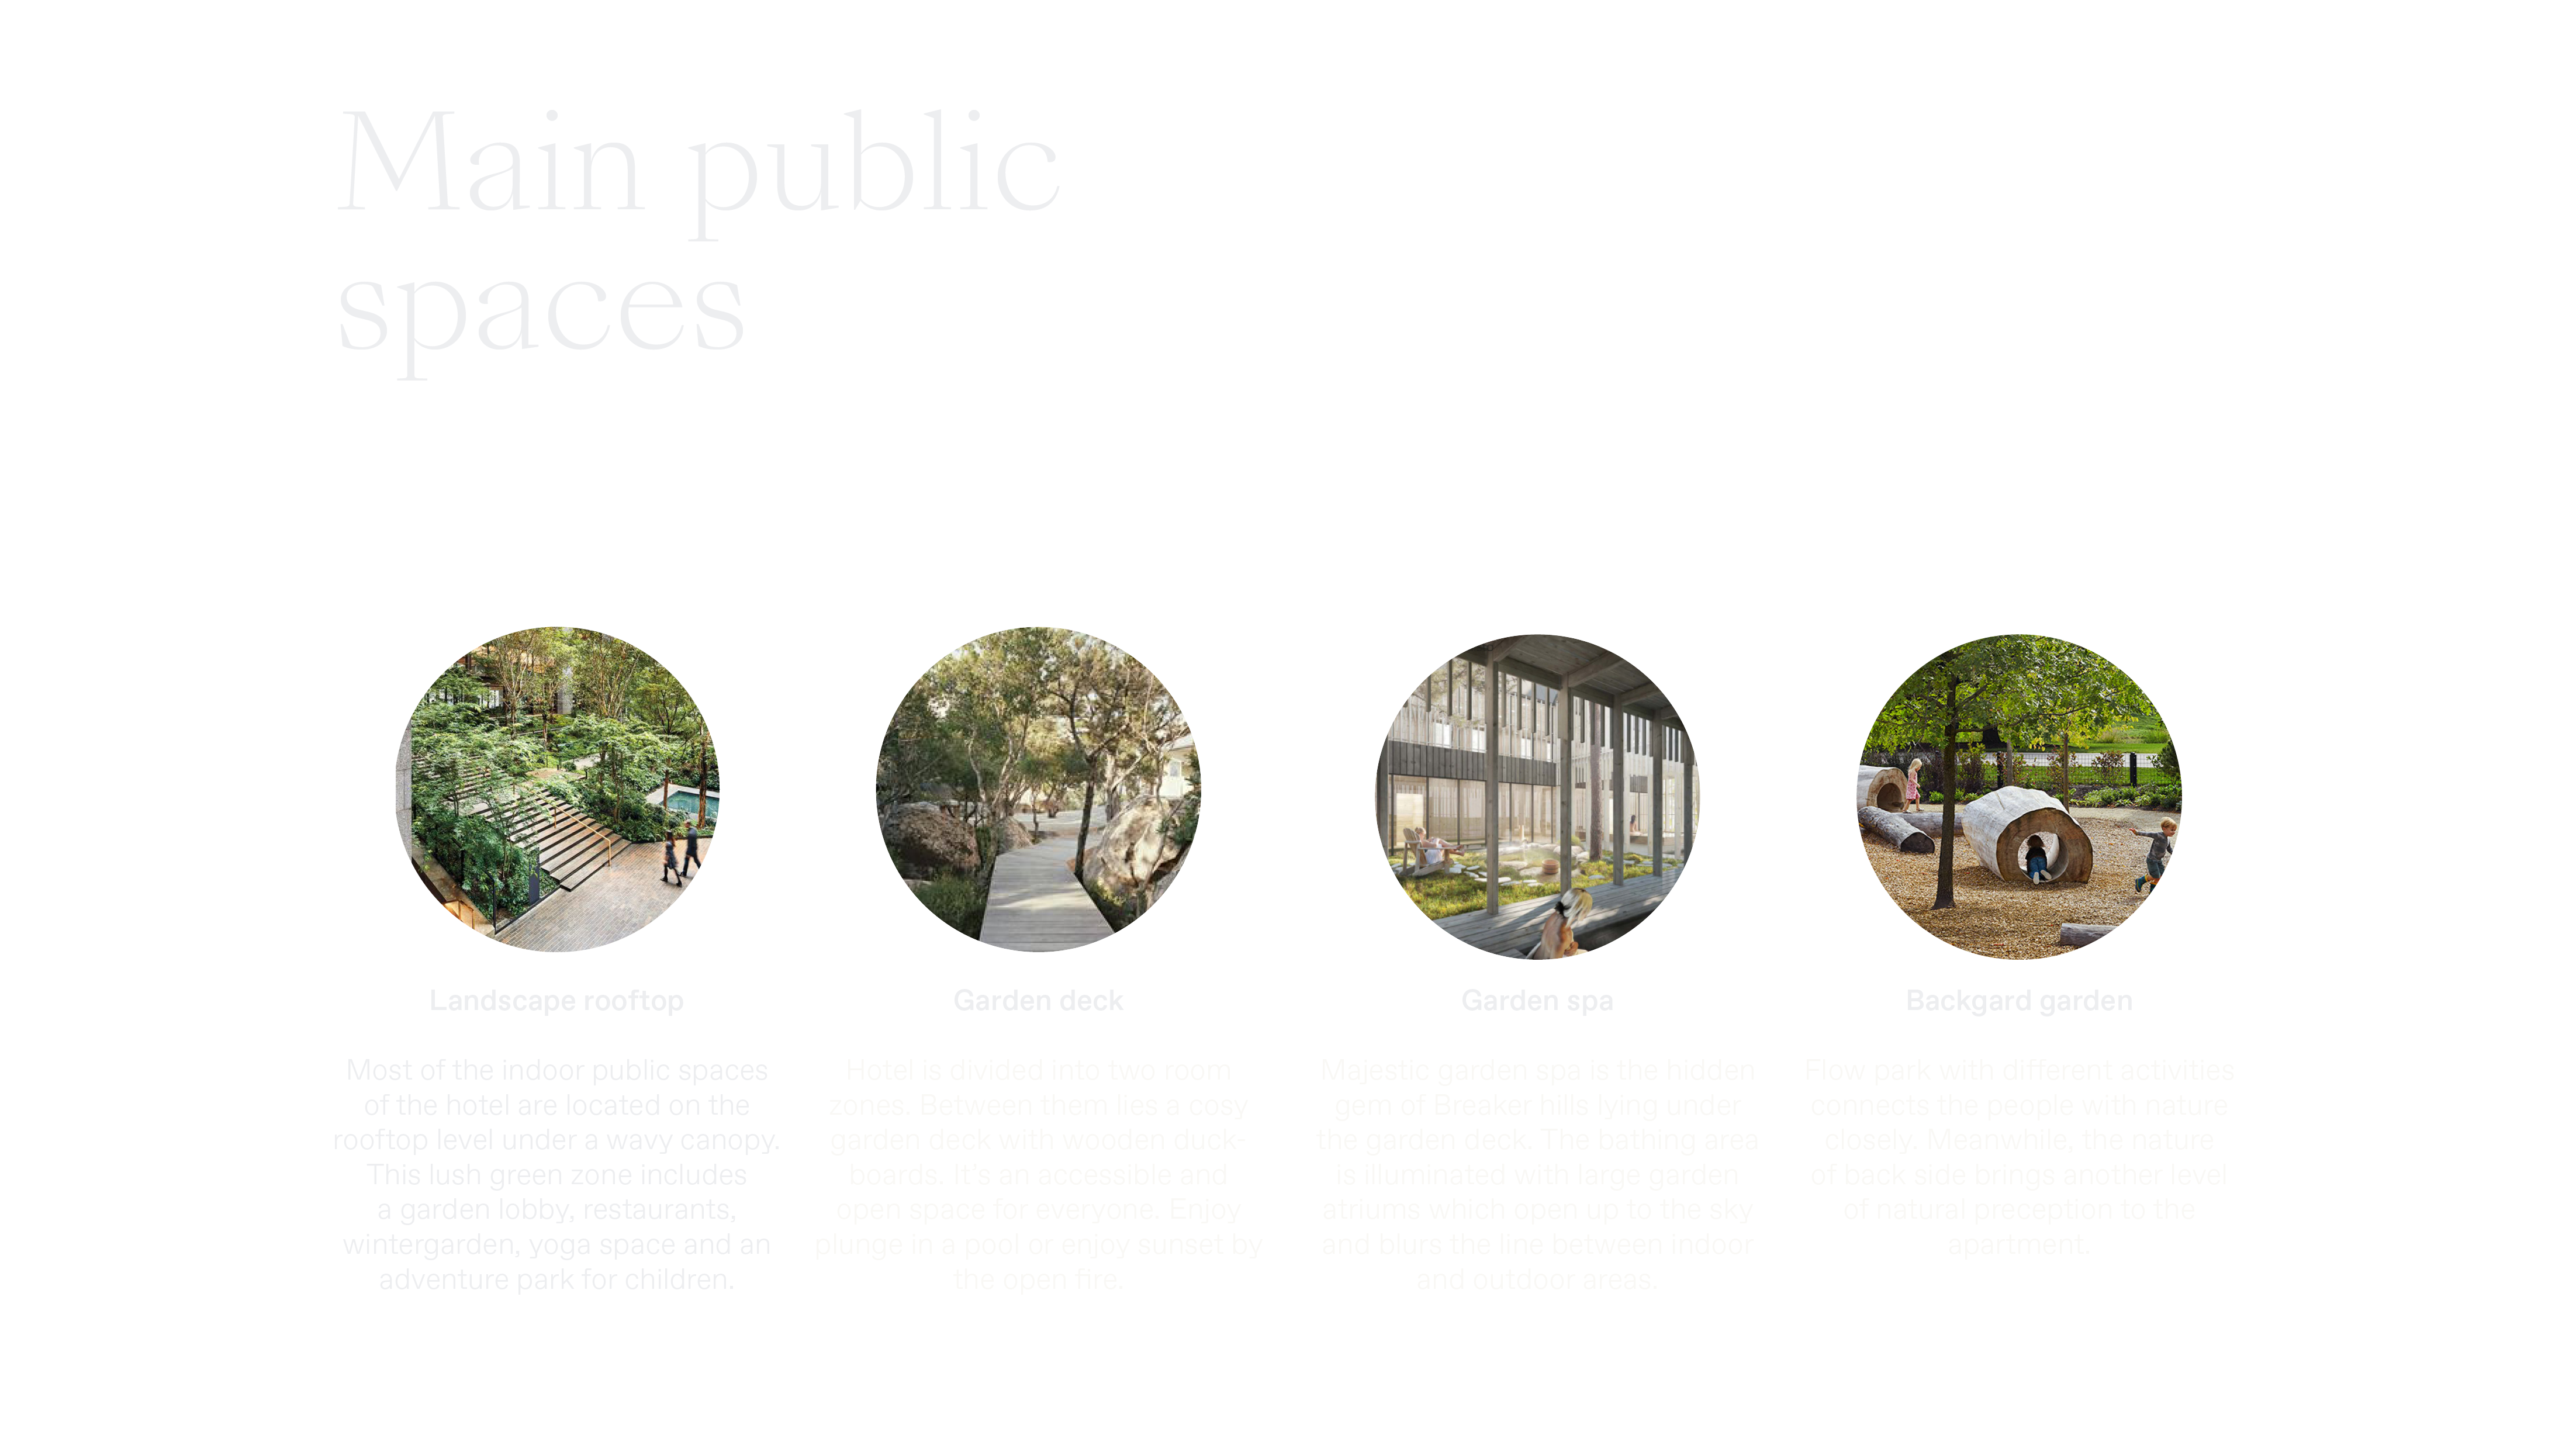 Main public
spaces
Landscape rooftop
Most of the indoor public spaces
of the hotel are located on the
rooftop level under a wavy canopy.
This lush green zone includes
a garden lobby, restaurants,
wintergarden, yoga space and an
adventure park for children.
Garden deck
Hotel is divided into two room
zones. Between them lies a cosy
garden deck with wooden duck-
boards. It's an accessible and
open space for everyone. Enjoy
plunge in a pool or enjoy sunset by
the open fire.
Garden spa
Majestic garden spa is the hidden
gem of Breaker hills lying under
the garden deck. The bathing area
is illuminated with large garden
atriums which open up to the sky
and blurs the line between indoor
and outdoor areas.
Backgard garden
Flow park with different activities
connects the people with nature
closely. Meanwhile, the nature
of back side brings another level
of natural preception to the
apartment.